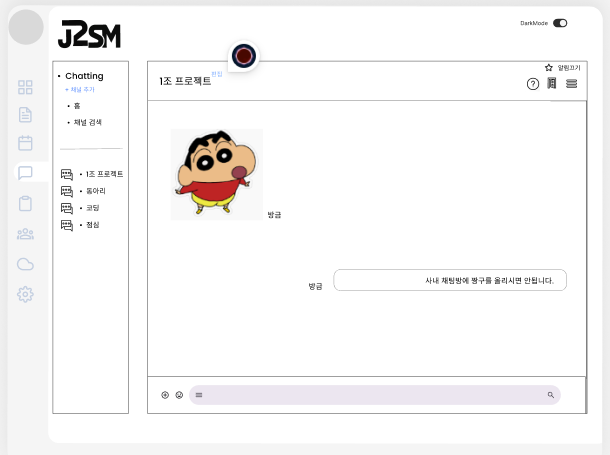 J2SM
DarkMode
• Chatting
+ 채널 추가
• 홈
• 채널 검색
• 1조 프로젝트
• 동아리
• 코딩
• 점심
1조 프로젝트
편집
알림끄기
방금
방금
사내 채팅방에 짱구를 올리시면 안됩니다.